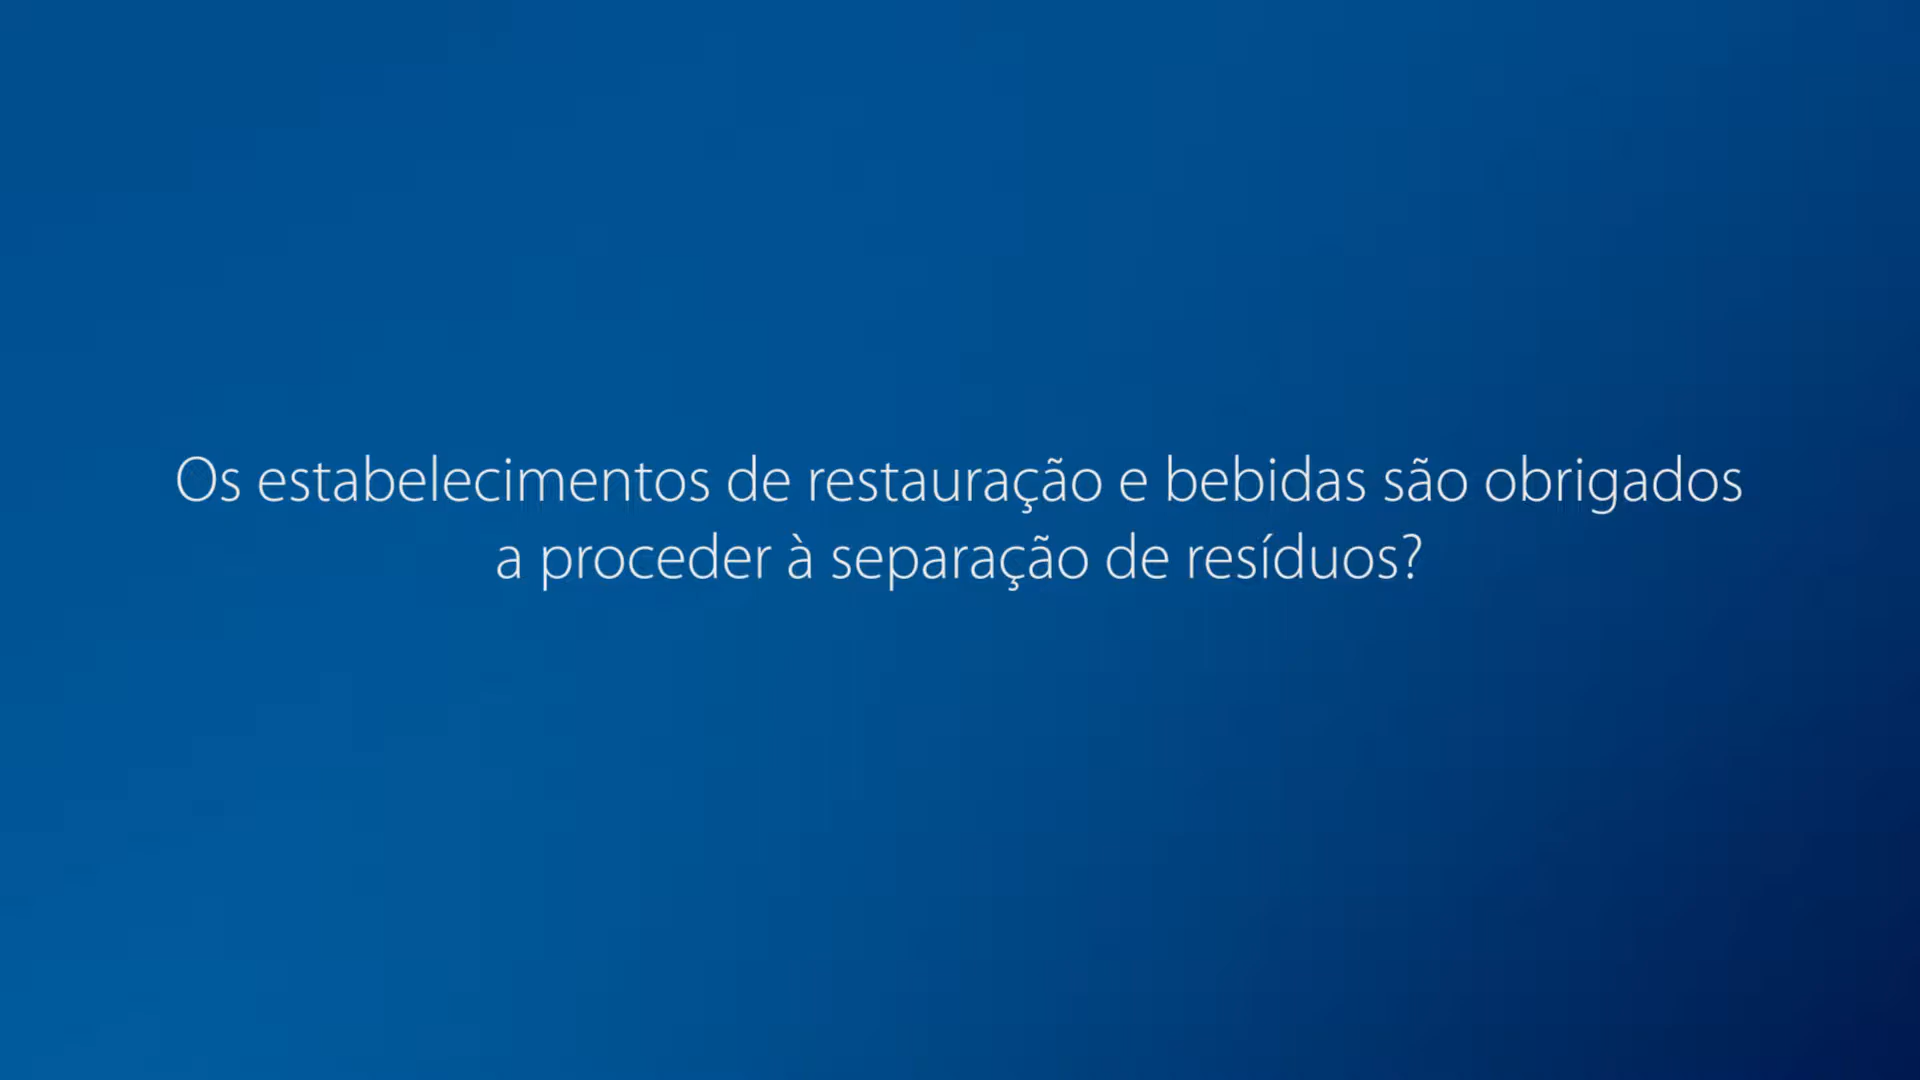 Os estabelecimentos de restauração e bebidas são obrigados
a proceder à separação de resíduos?